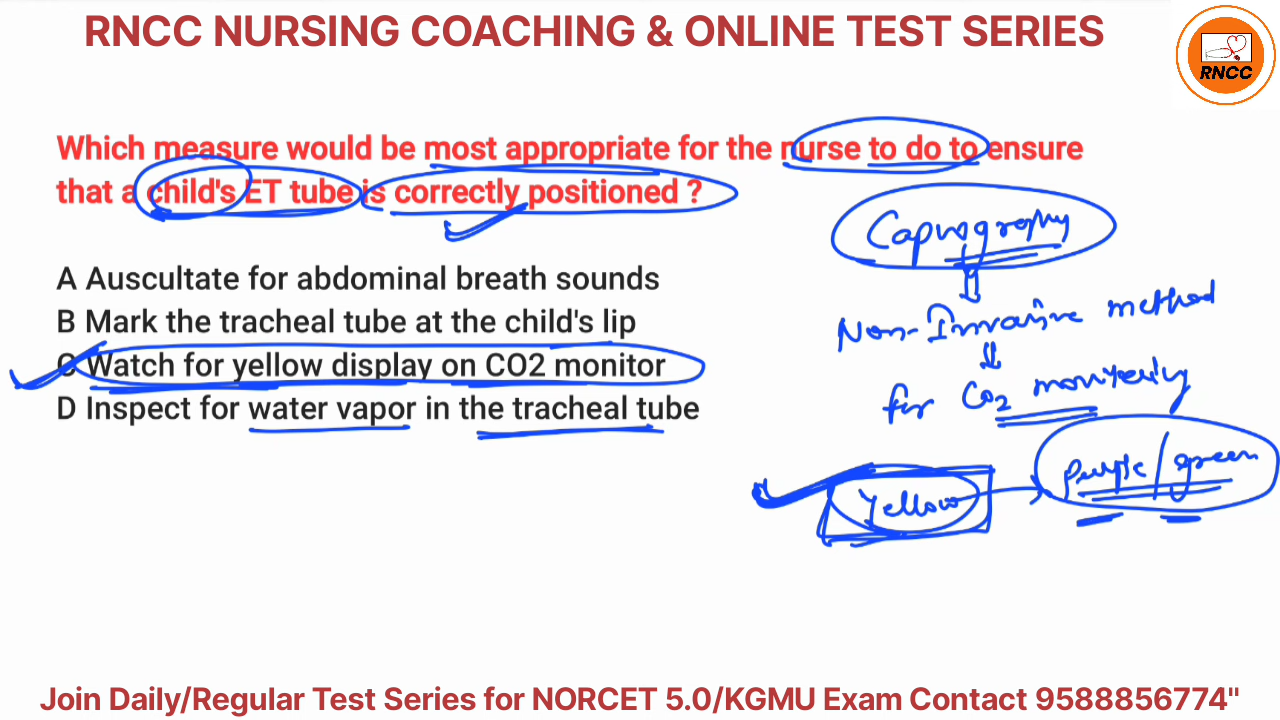 RNCC NURSING COACHING & ONLINE TEST SERIES
RNCC
Which measure would be most appropriate for the nurse to do to ensure
that a child's ET tube is correctly positioned ?
Capnography
A Auscultate for abdominal breath sounds
B Mark the tracheal tube at the child's lip
Non-Invasive method
C Watch for yellow display on CO2 monitor
for CO2 monitering
D Inspect for water vapor in the tracheal tube
Yellow
Purple/green
Join Daily/Regular Test Series for NORCET 5.0/KGMU Exam Contact 9588856774"